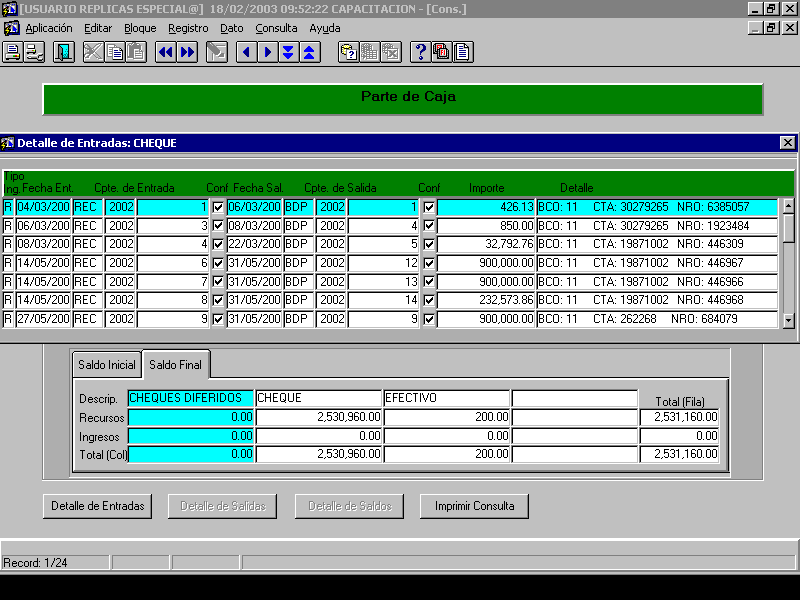 [USUARIO REPLICAS ESPECIAL@] 18/02/2003 09:52:22 CAPACITACION - [Cons.]
Aplicación Editar Bloque Registro Dato Consulta Ayuda
Parte de Caja
Detalle de Entradas: CHEQUE
Tipo
Ing. Fecha Ent. Cpte. de Entrada Conf Fecha Sal. Cpte. de Salida Conf Importe Detalle
R 04/03/200 REC 2002 1 06/03/200 BDP 2002 1 426.13 BCO: 11 CTA: 30279265 NRO: 6385057
R 06/03/200 REC 2002 3 08/03/200 BDP 2002 4 850.00 BCO: 11 CTA: 30279265 NRO: 1923484
R 08/03/200 REC 2002 4 22/03/200 BDP 2002 5 32,792.76 BCO: 11 CTA: 19871002 NRO: 446309
R 14/05/200 REC 2002 6 31/05/200 BDP 2002 12 900,000.00 BCO: 11 CTA: 19871002 NRO: 446967
R 14/05/200 REC 2002 7 31/05/200 BDP 2002 13 900,000.00 BCO: 11 CTA: 19871002 NRO: 446966
R 14/05/200 REC 2002 8 31/05/200 BDP 2002 14 232,573.86 BCO: 11 CTA: 19871002 NRO: 446968
R 27/05/200 REC 2002 9 31/05/200 BDP 2002 9 900,000.00 BCO: 11 CTA: 262268 NRO: 684079
Saldo Inicial Saldo Final
Descrip. CHEQUES DIFERIDOS CHEQUE EFECTIVO Total (Fila)
Recursos 0.00 2,530,960.00 200.00 2,531,160.00
Ingresos 0.00 0.00 0.00 0.00
Total (Col) 0.00 2,530,960.00 200.00 2,531,160.00
Detalle de Entradas Detalle de Salidas Detalle de Saldos Imprimir Consulta
Record: 1/24